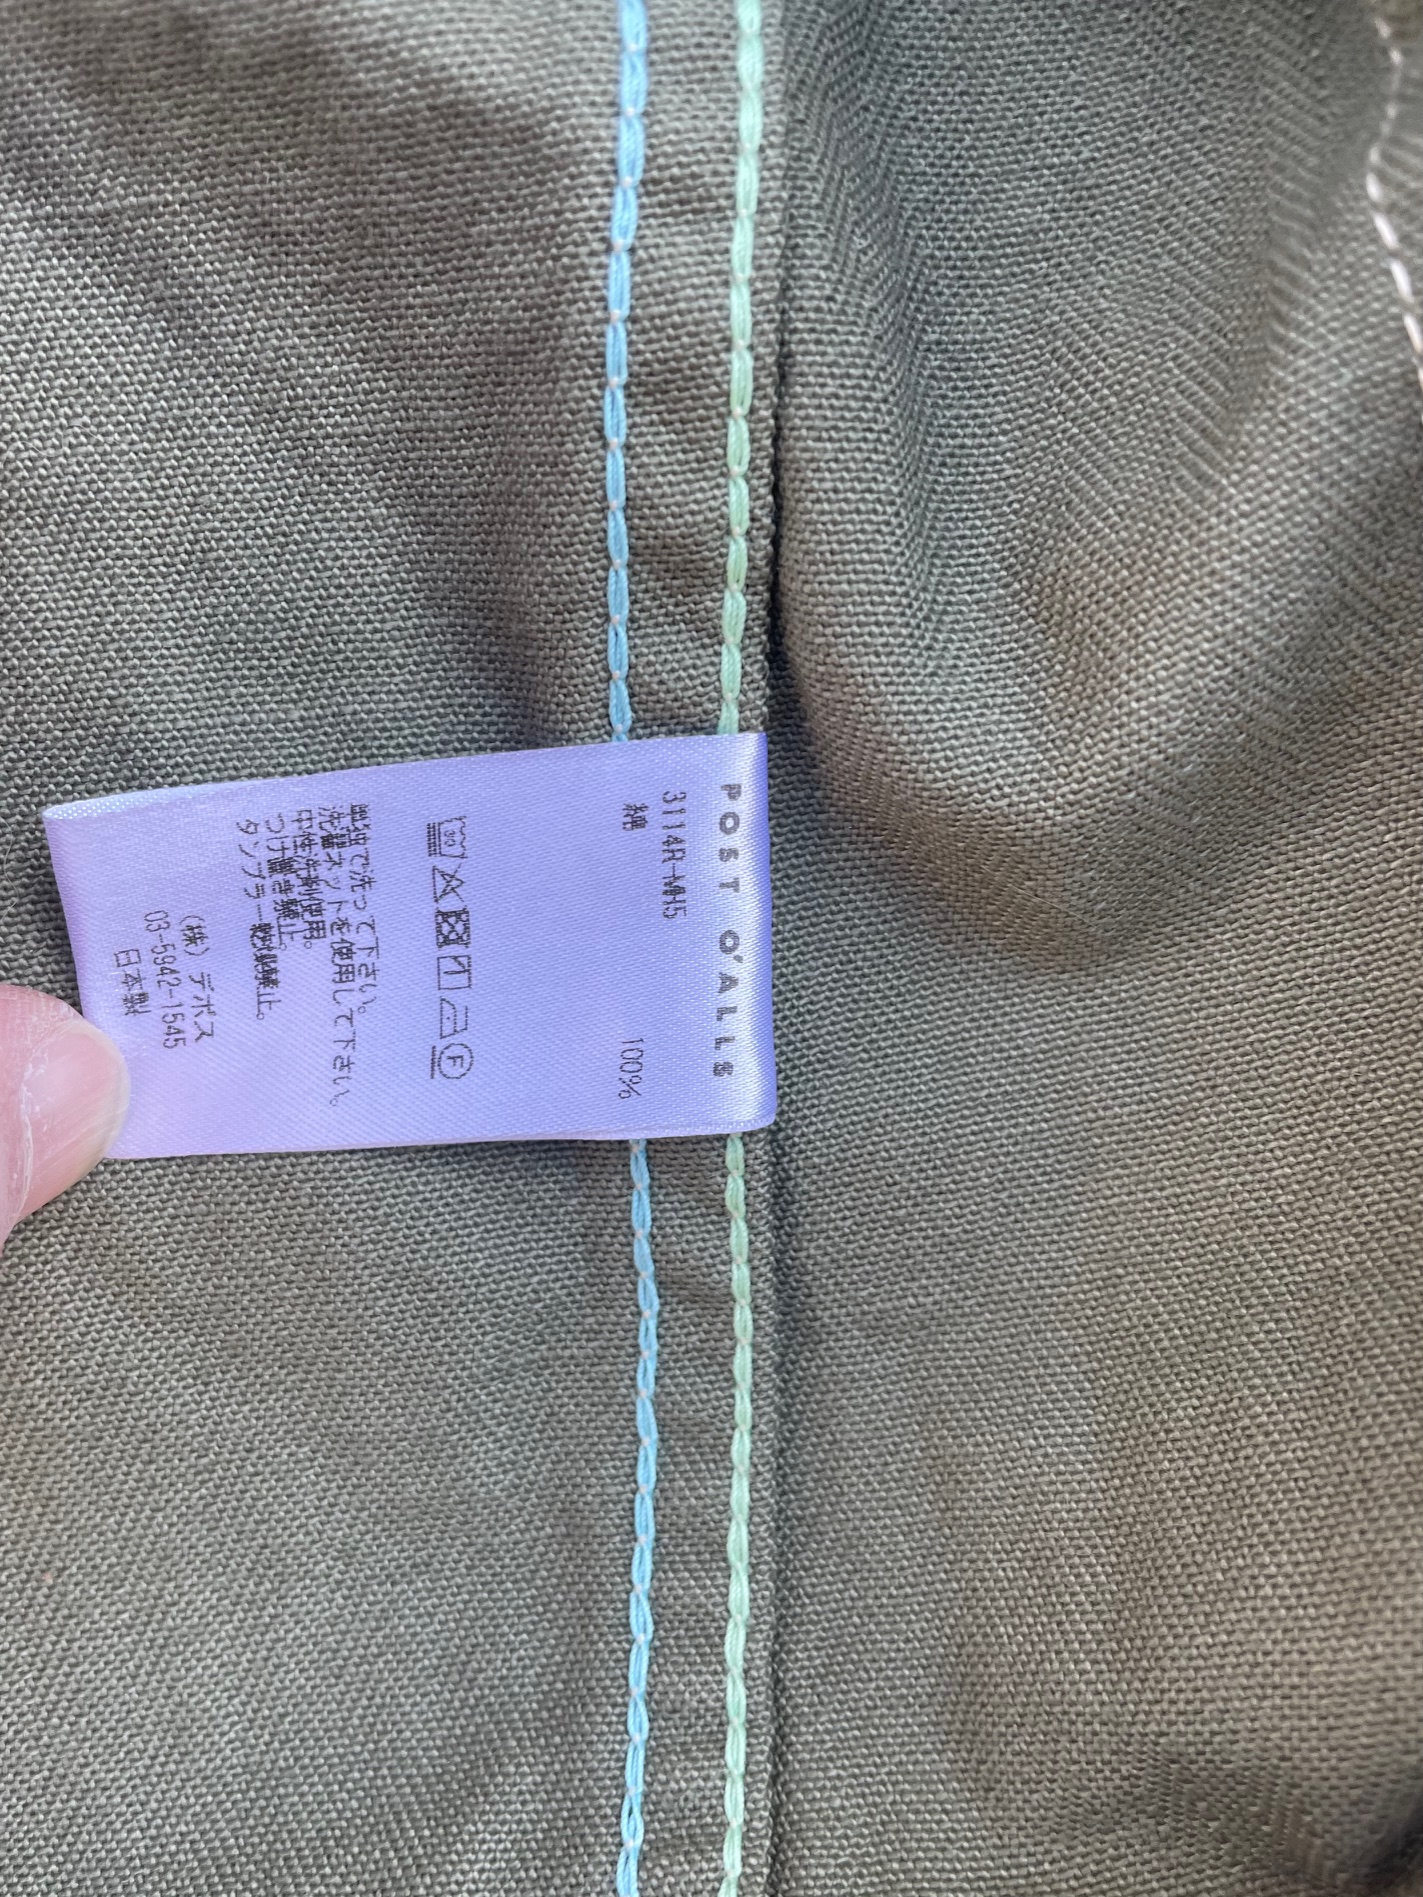 POST O'ALLS
3114R-MH5
綿 100%
30 F
単独で洗って下さい。
洗濯ネットを使用して下さい。
中性洗剤使用。
つけ置き禁止。
タンブラー乾燥禁止。
(株) デポス
03-5942-1545
日本製